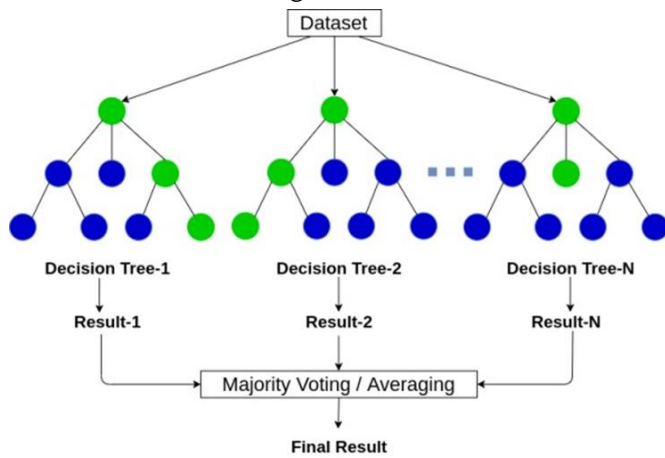 Dataset
Decision Tree-1
Decision Tree-2
Decision Tree-N
Result-1
Result-2
Result-N
Majority Voting / Averaging
Final Result